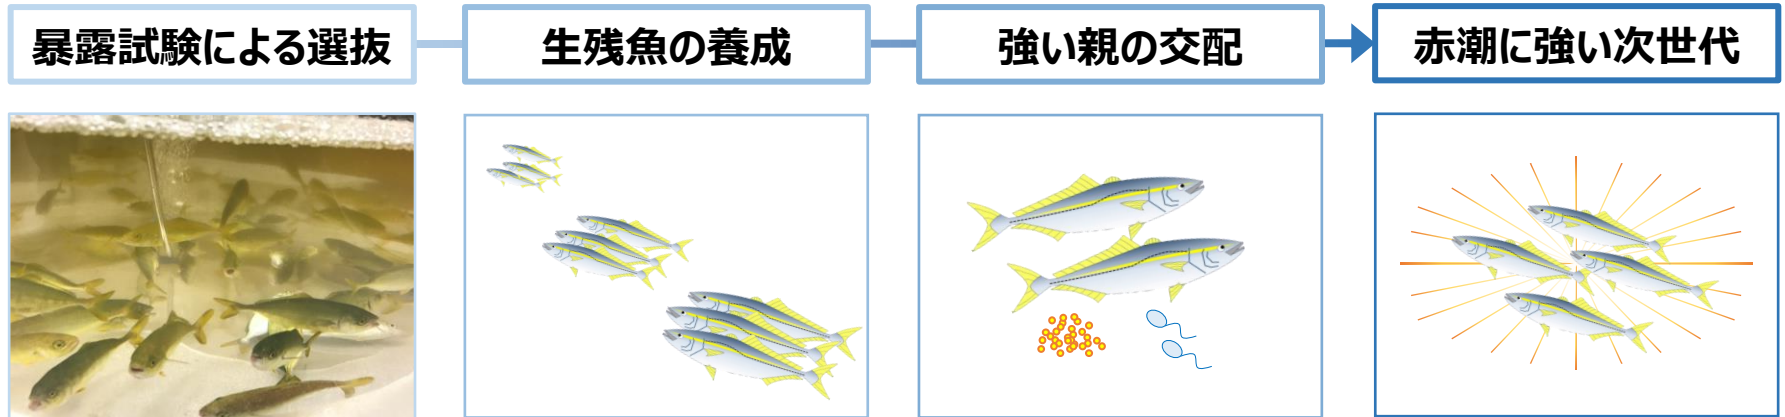 暴露試験による選抜
生残魚の養成
強い親の交配
赤潮に強い次世代